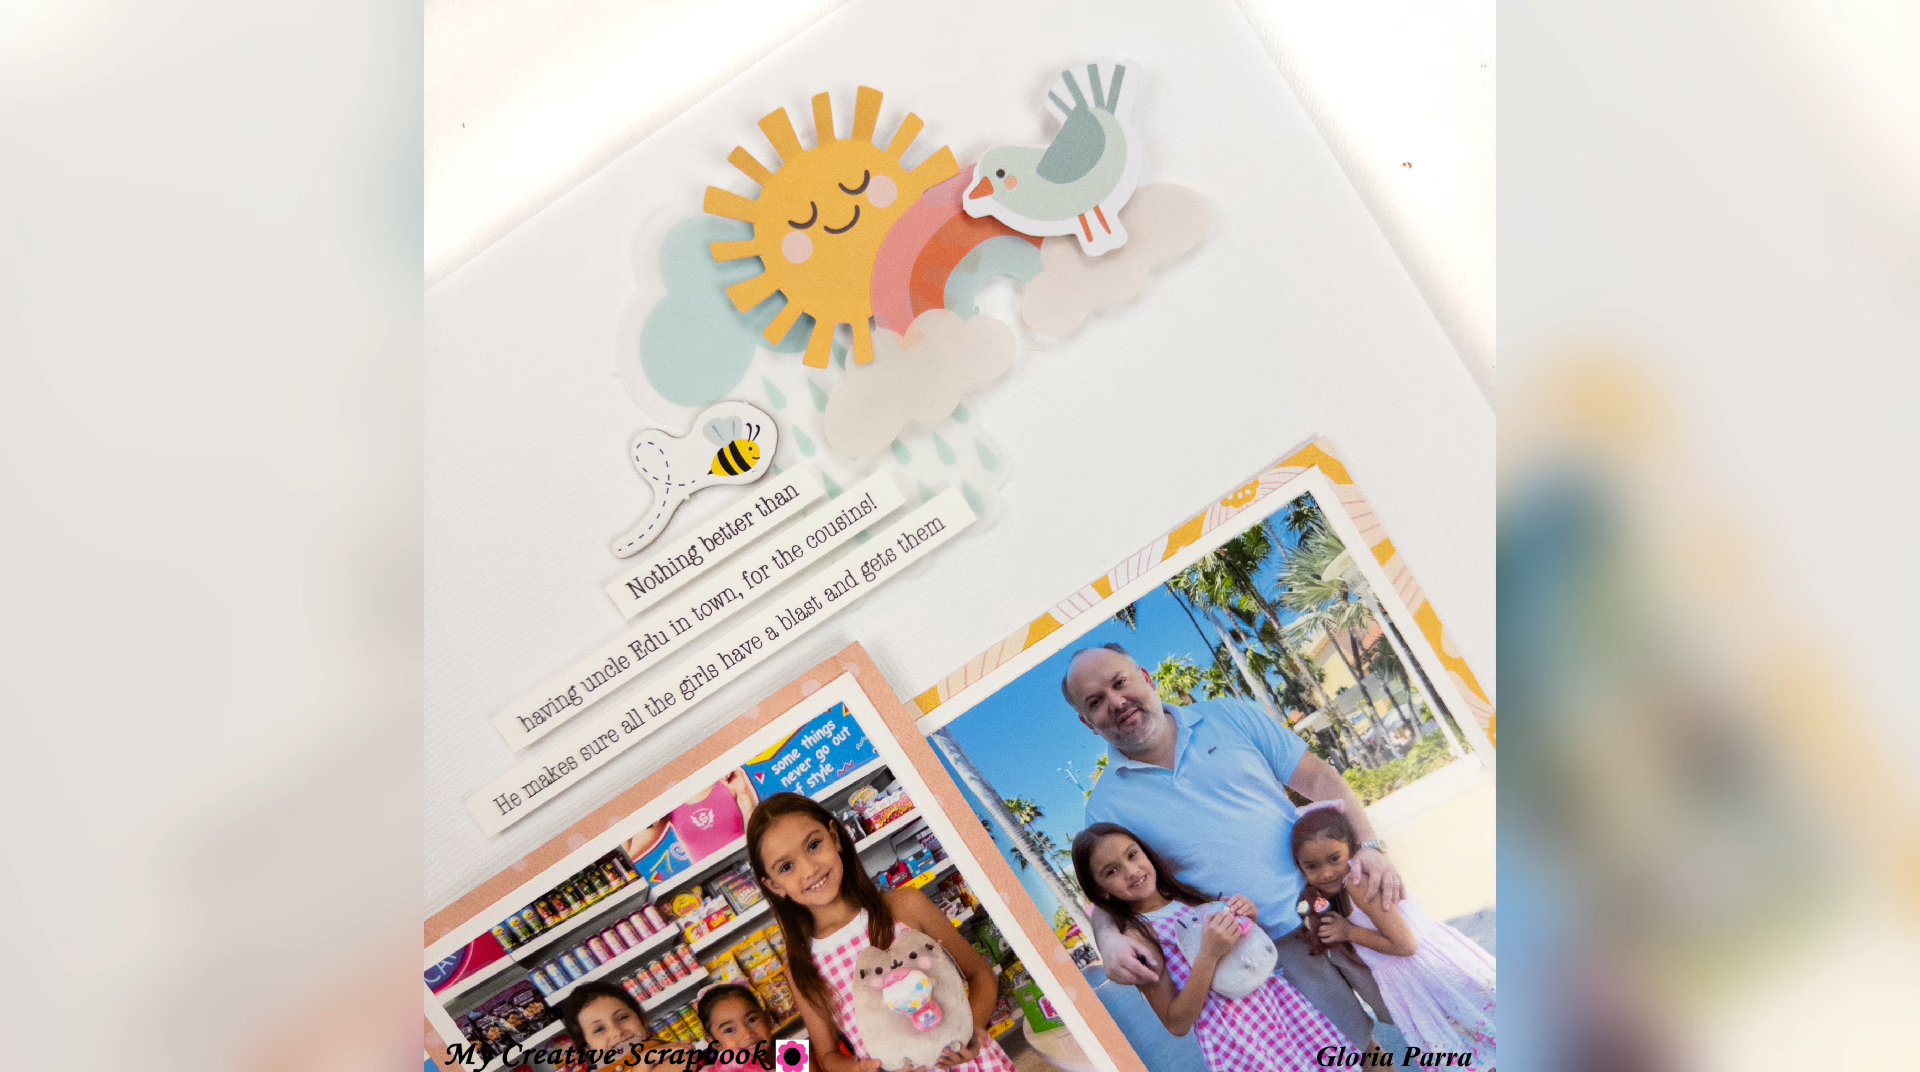 Nothing better than
having uncle Edu in town, for the cousins!
He makes sure all the girls have a blast and gets them
some things
never go out
of style
My Creative Scrapbook
Gloria Parra